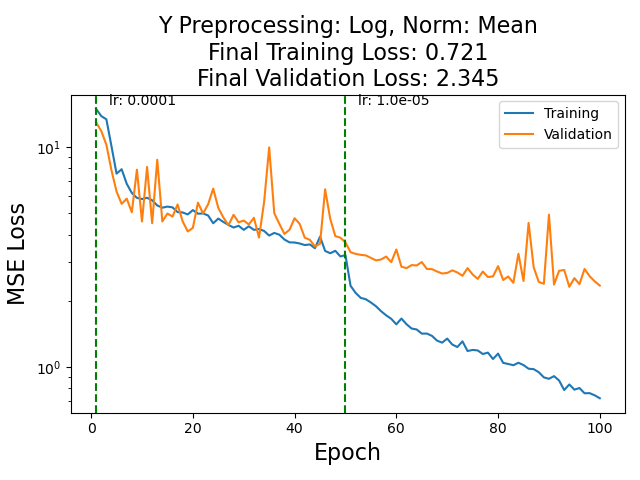 Y Preprocessing: Log, Norm: Mean
Final Training Loss: 0.721
Final Validation Loss: 2.345
lr: 0.0001
lr: 1.0e-05
Training
Validation
10¹
10⁰
MSE Loss
0
20
40
60
80
100
Epoch